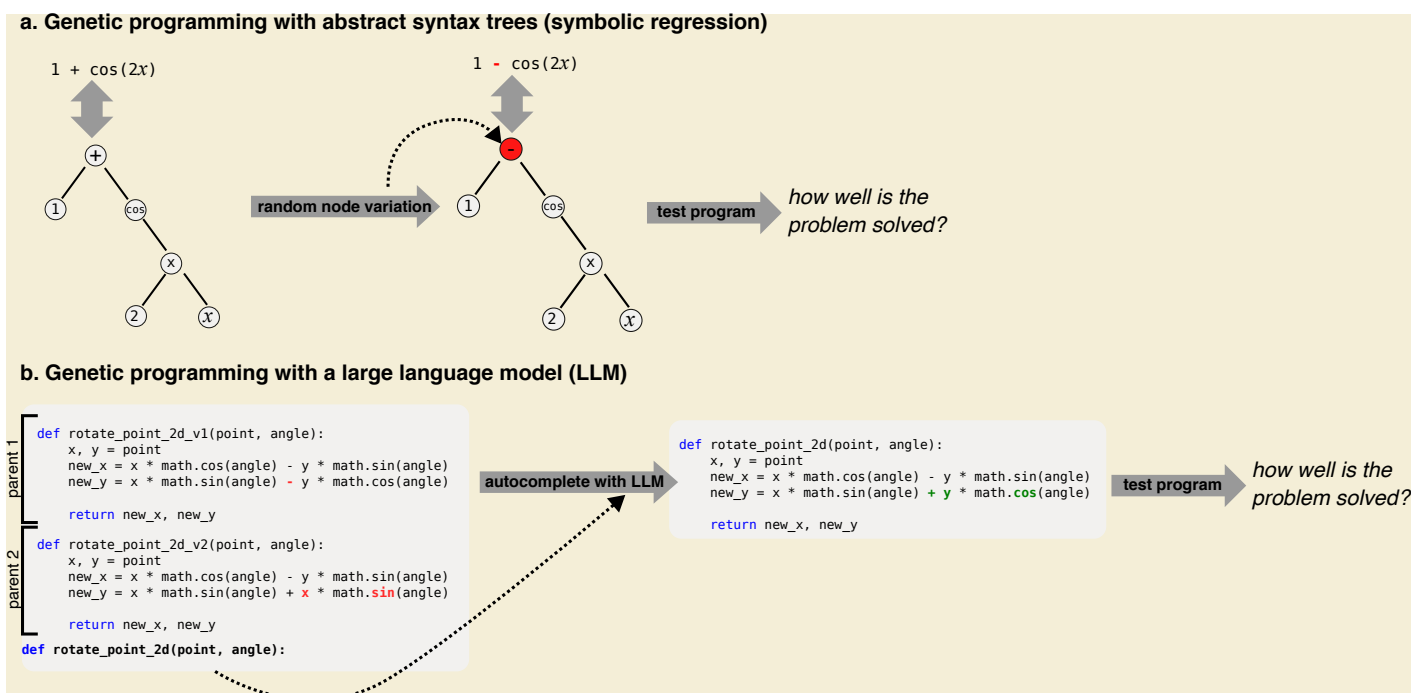 a. Genetic programming with abstract syntax trees (symbolic regression)
1 + cos(2x)
+
1
cos
x
2
x
random node variation
1 - cos(2x)
-
1
cos
x
2
x
test program
how well is the
problem solved?
b. Genetic programming with a large language model (LLM)
parent 1
def rotate_point_2d_v1(point, angle):
x, y = point
new_x = x * math.cos(angle) - y * math.sin(angle)
new_y = x * math.sin(angle) - y * math.cos(angle)
return new_x, new_y
parent 2
def rotate_point_2d_v2(point, angle):
x, y = point
new_x = x * math.cos(angle) - y * math.sin(angle)
new_y = x * math.sin(angle) + x * math.sin(angle)
return new_x, new_y
def rotate_point_2d(point, angle):
autocomplete with LLM
def rotate_point_2d(point, angle):
x, y = point
new_x = x * math.cos(angle) - y * math.sin(angle)
new_y = x * math.sin(angle) + y * math.cos(angle)
return new_x, new_y
test program
how well is the
problem solved?